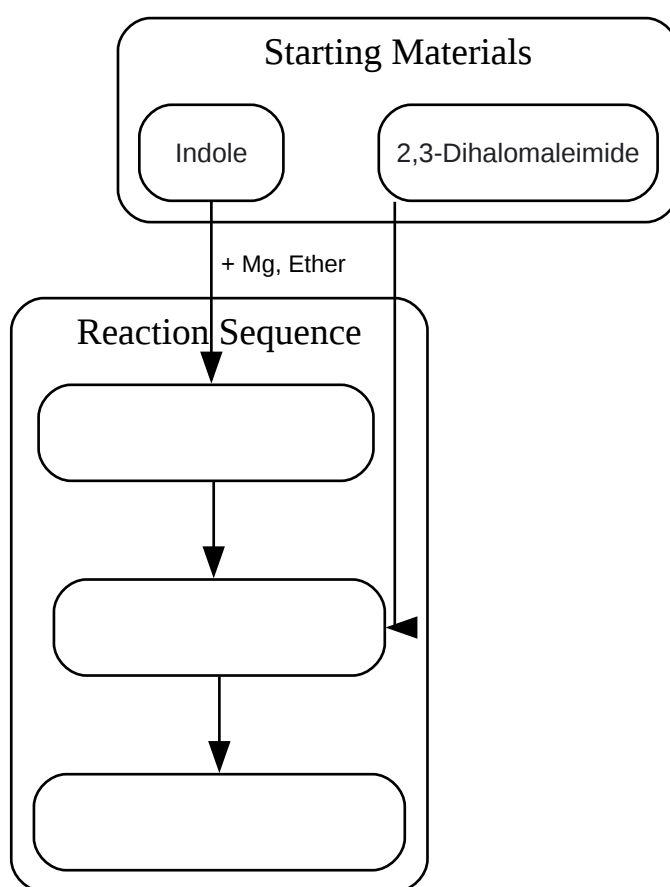 Starting Materials
Indole
2,3-Dihalomaleimide
+ Mg, Ether
Reaction Sequence